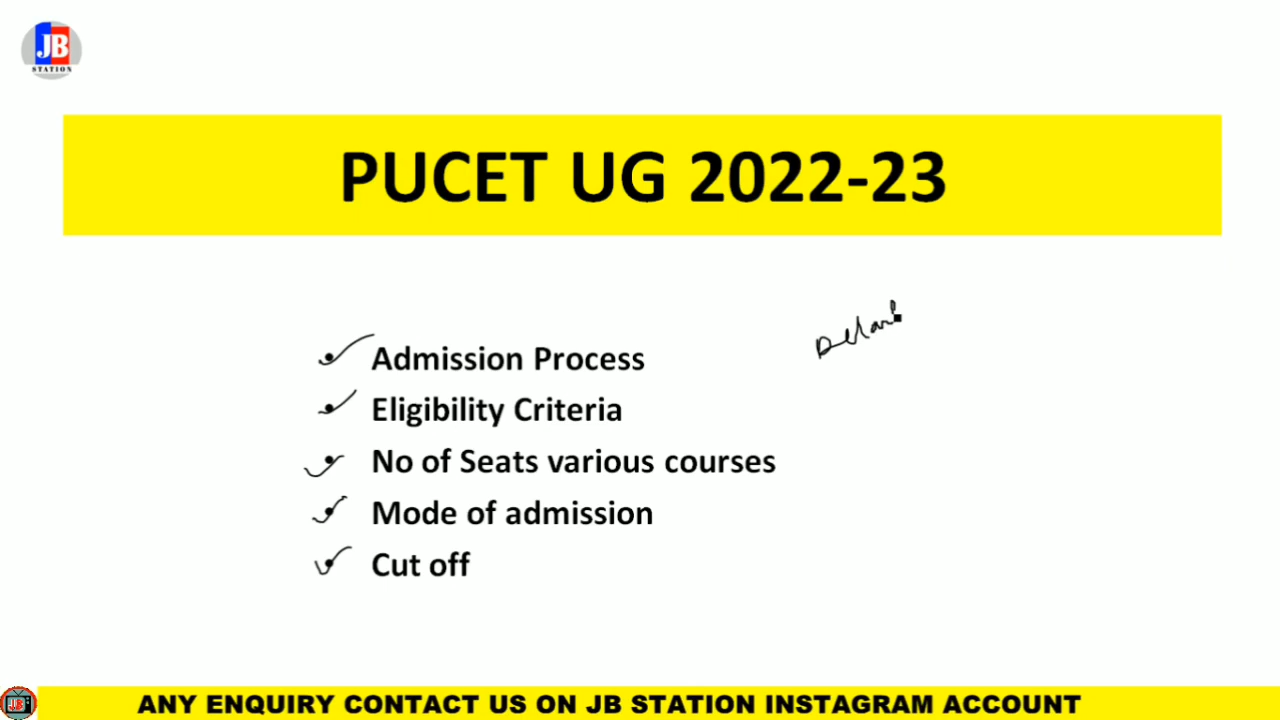 JB
STATION
PUCET UG 2022-23
Admission Process
Eligibility Criteria
No of Seats various courses
Mode of admission
Cut off
JB
ANY ENQUIRY CONTACT US ON JB STATION INSTAGRAM ACCOUNT